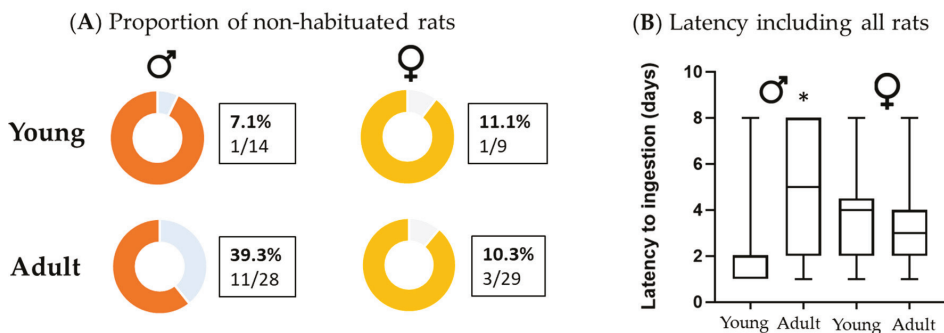 (A) Proportion of non-habituated rats
♂ ♀
Young
7.1%
1/14
11.1%
1/9
Adult
39.3%
11/28
10.3%
3/29
(B) Latency including all rats
Latency to ingestion (days)
10
8
6
4
2
0
♂ * ♀
Young Adult Young Adult